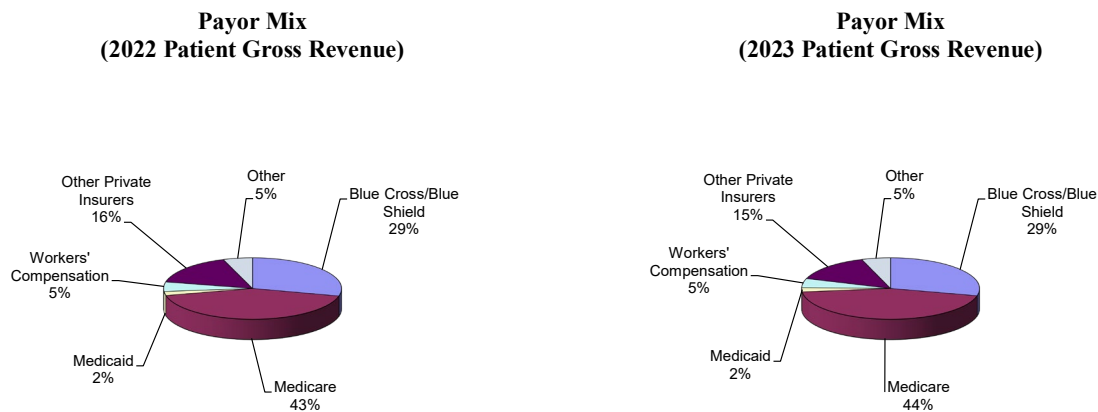 Payor Mix
(2022 Patient Gross Revenue)
Other Private
Insurers
16%
Other
5%
Blue Cross/Blue
Shield
29%
Workers'
Compensation
5%
Medicaid
2%
Medicare
43%
Payor Mix
(2023 Patient Gross Revenue)
Other Private
Insurers
15%
Other
5%
Blue Cross/Blue
Shield
29%
Workers'
Compensation
5%
Medicaid
2%
Medicare
44%